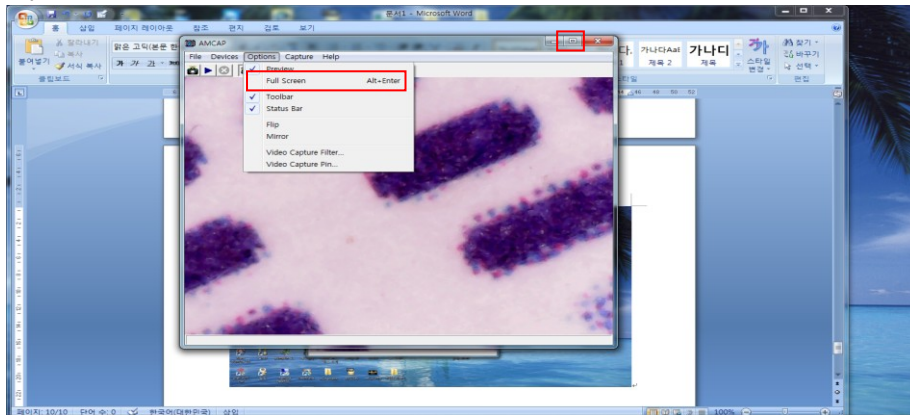 문서1 - Microsoft Word
홈 삽입 페이지 레이아웃 참조 편지 검토 보기
잘라내기
복사
서식 복사
붙여넣기
클립보드
맑은 고딕(본문 한
가 가 가
가나다AaI
제목 2
가나디
제목
스타일
변경
찾기
바꾸기
선택
편집
AMCAP
File Devices Options Capture Help
Preview
Full Screen Alt+Enter
Toolbar
Status Bar
Flip
Mirror
Video Capture Filter...
Video Capture Pin...
페이지: 10/10 단어 수: 0 한국어(대한민국) 삽입
100%